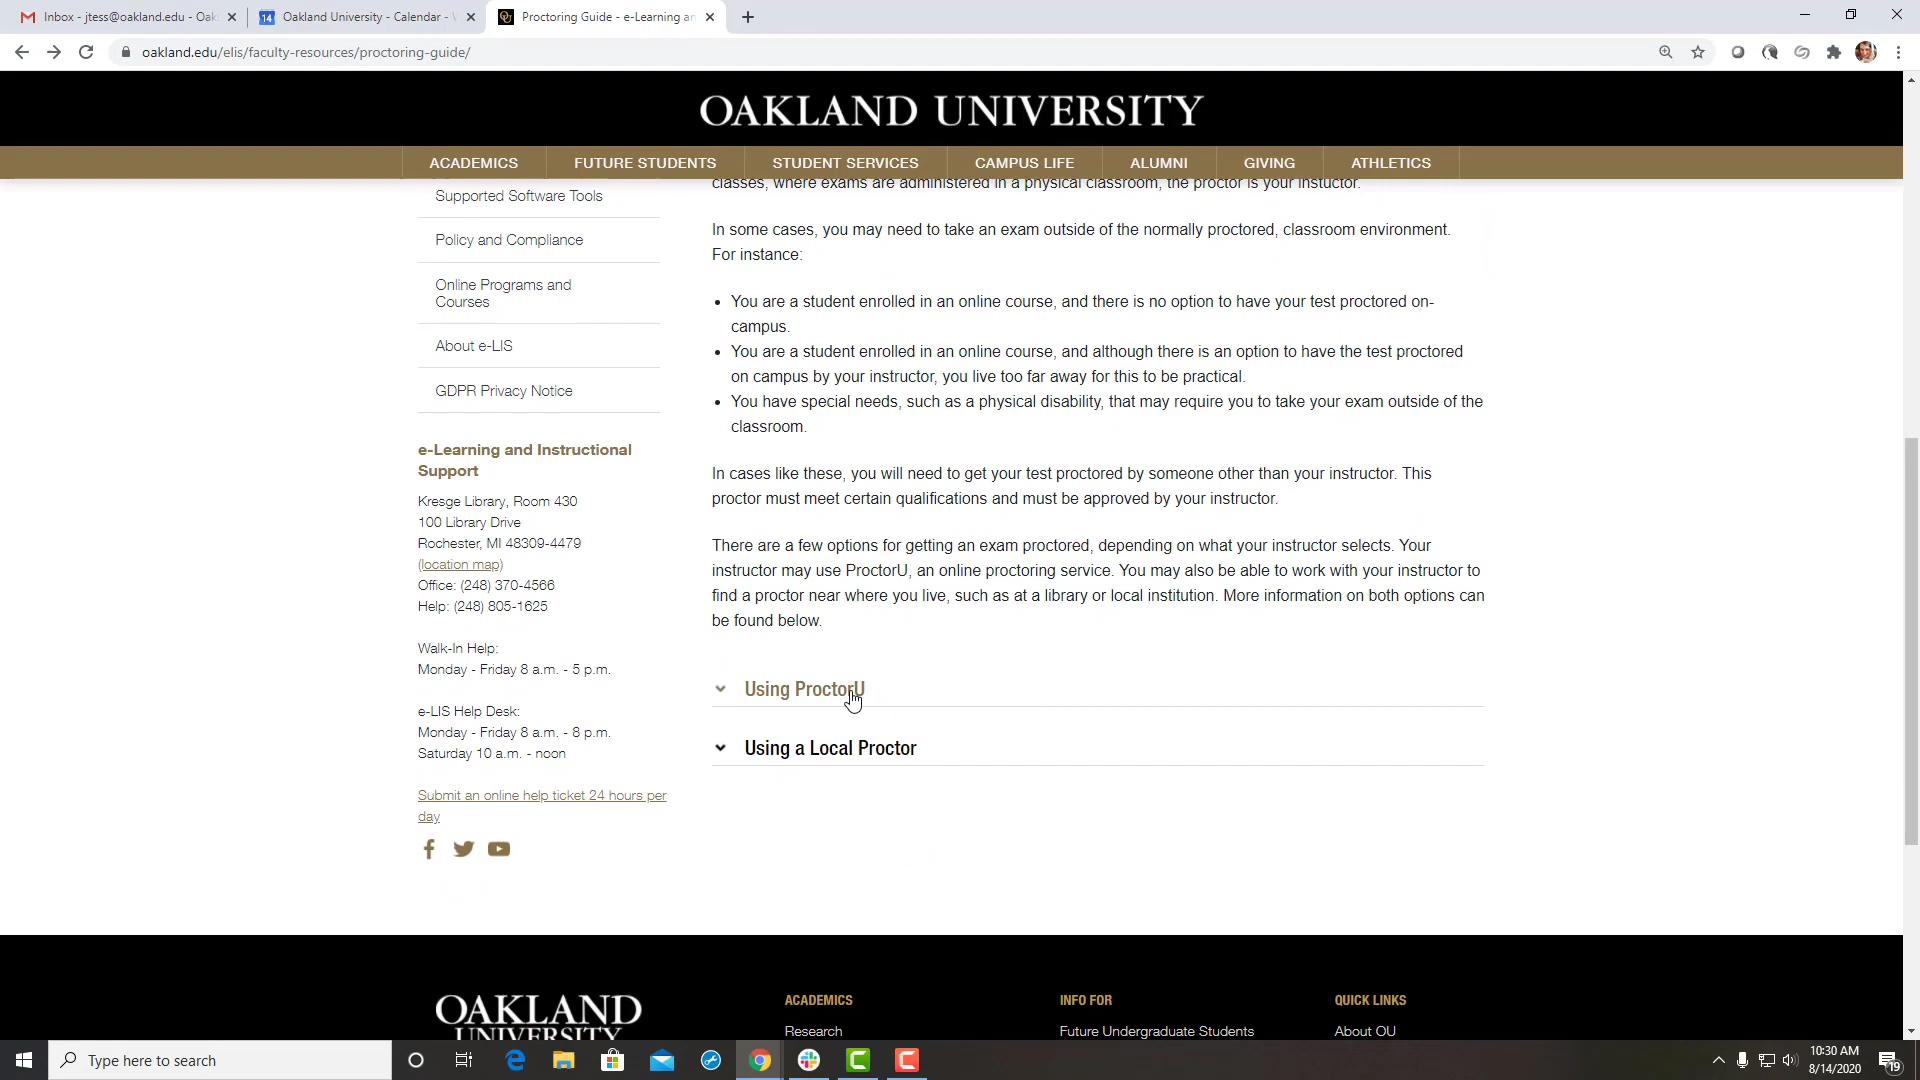 Inbox - jtess@oakland.edu - Oak
Oakland University - Calendar - W
Proctoring Guide - e-Learning an
oakland.edu/elis/faculty-resources/proctoring-guide/
OAKLAND UNIVERSITY
ACADEMICS
FUTURE STUDENTS
STUDENT SERVICES
CAMPUS LIFE
ALUMNI
GIVING
ATHLETICS
Supported Software Tools
Policy and Compliance
Online Programs and
Courses
About e-LIS
GDPR Privacy Notice
e-Learning and Instructional
Support
Kresge Library, Room 430
100 Library Drive
Rochester, MI 48309-4479
(location map)
Office: (248) 370-4566
Help: (248) 805-1625
Walk-In Help:
Monday - Friday 8 a.m. - 5 p.m.
e-LIS Help Desk:
Monday - Friday 8 a.m. - 8 p.m.
Saturday 10 a.m. - noon
Submit an online help ticket 24 hours per
day
classes, where exams are administered in a physical classroom, the proctor is your instuctor.
In some cases, you may need to take an exam outside of the normally proctored, classroom environment.
For instance:
• You are a student enrolled in an online course, and there is no option to have your test proctored on-
campus.
• You are a student enrolled in an online course, and although there is an option to have the test proctored
on campus by your instructor, you live too far away for this to be practical.
• You have special needs, such as a physical disability, that may require you to take your exam outside of the
classroom.
In cases like these, you will need to get your test proctored by someone other than your instructor. This
proctor must meet certain qualifications and must be approved by your instructor.
There are a few options for getting an exam proctored, depending on what your instructor selects. Your
instructor may use ProctorU, an online proctoring service. You may also be able to work with your instructor to
find a proctor near where you live, such as at a library or local institution. More information on both options can
be found below.
Using ProctorU
Using a Local Proctor
OAKLAND
UNIVERSITY
ACADEMICS
Research
INFO FOR
Future Undergraduate Students
QUICK LINKS
About OU
Type here to search
10:30 AM
8/14/2020
19